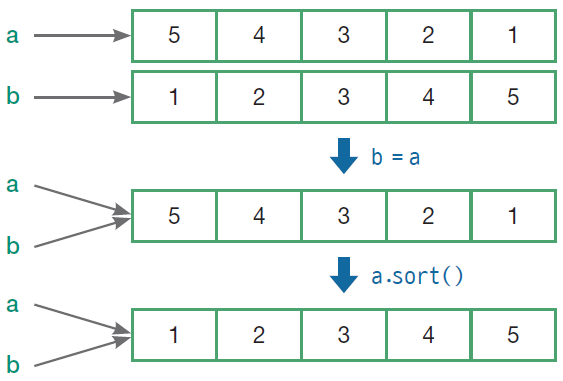 a 5 4 3 2 1
b 1 2 3 4 5
b = a
a
5 4 3 2 1
b
a.sort()
a
1 2 3 4 5
b